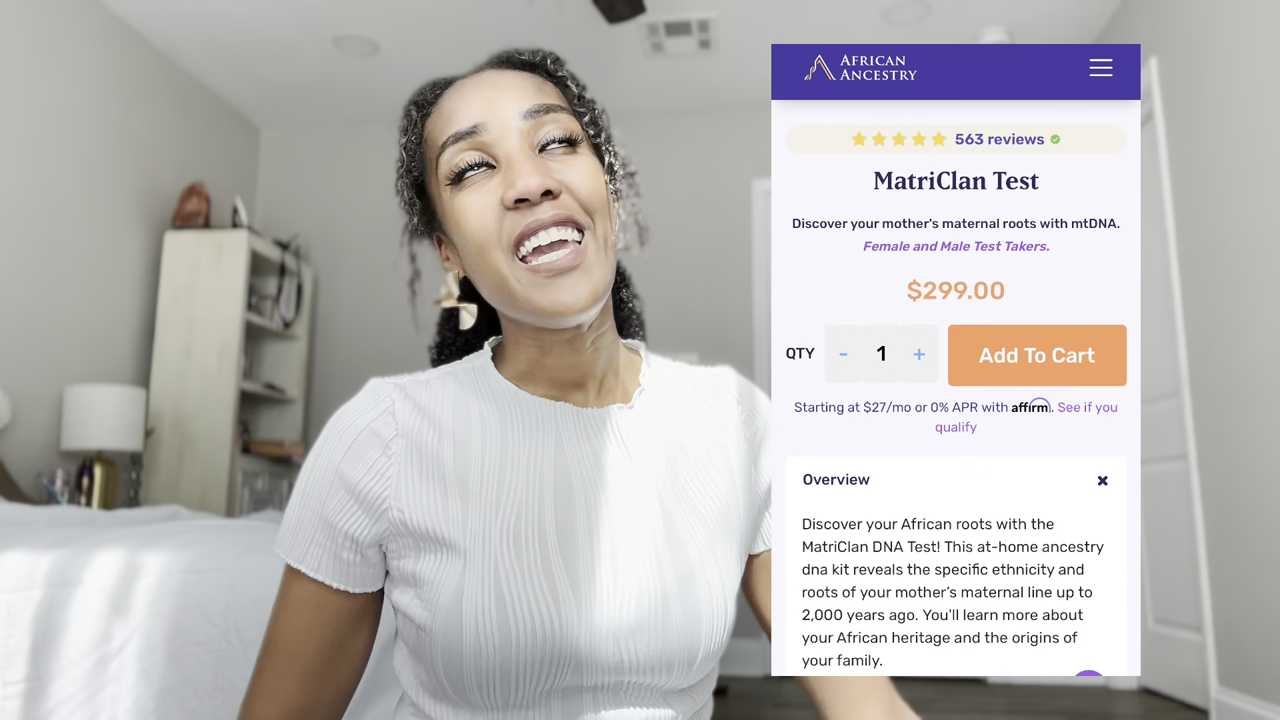 AFRICAN
ANCESTRY
563 reviews
MatriClan Test
Discover your mother's maternal roots with mtDNA.
Female and Male Test Takers.
$299.00
QTY - 1 + Add To Cart
Starting at $27/mo or 0% APR with affirm. See if you
qualify
Overview
Discover your African roots with the
MatriClan DNA Test! This at-home ancestry
dna kit reveals the specific ethnicity and
roots of your mother’s maternal line up to
2,000 years ago. You'll learn more about
your African heritage and the origins of
your family.